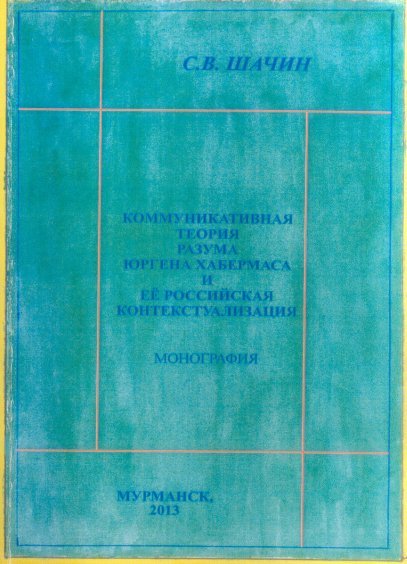 С.В. ШАЧИН
КОММУНИКАТИВНАЯ
ТЕОРИЯ
РАЗУМА
ЮРГЕНА ХАБЕРМАСА
И
ЕЁ РОССИЙСКАЯ
КОНТЕКСТУАЛИЗАЦИЯ
МОНОГРАФИЯ
МУРМАНСК,
2013